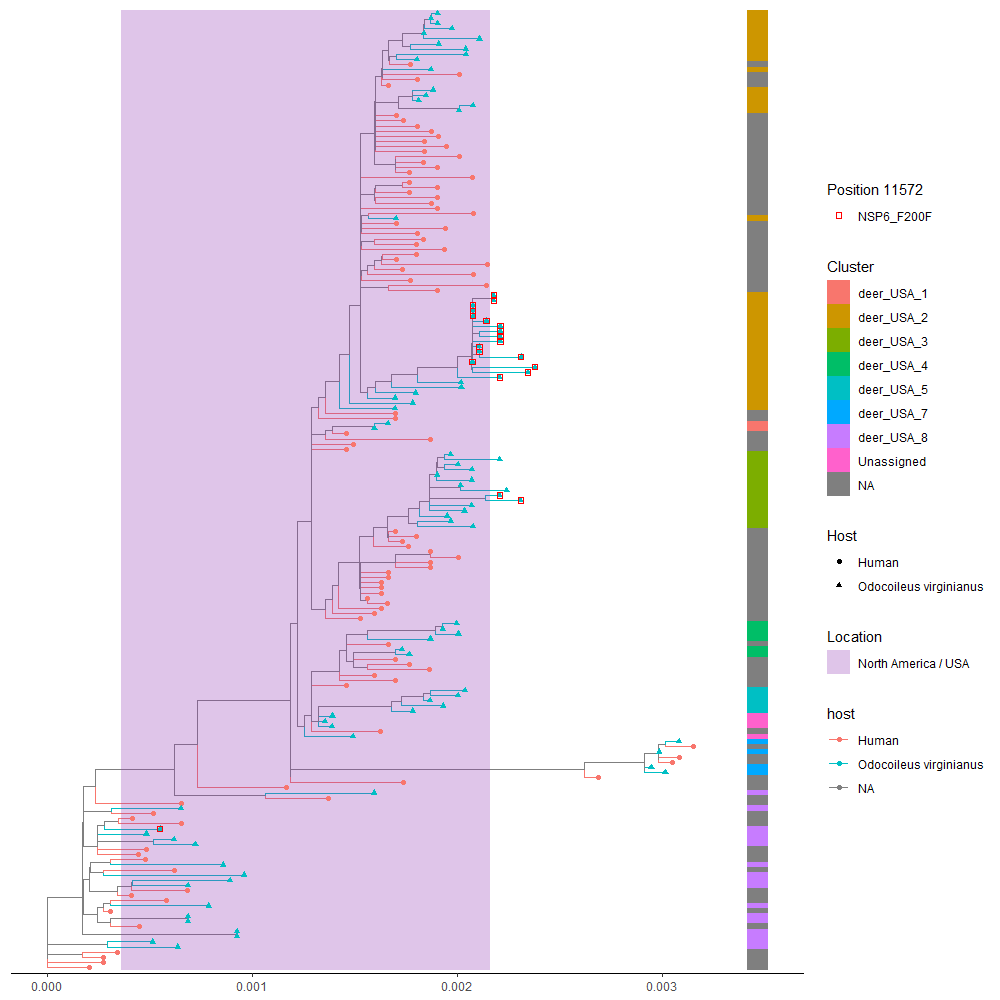 Position 11572
NSP6_F200F
Cluster
deer_USA_1
deer_USA_2
deer_USA_3
deer_USA_4
deer_USA_5
deer_USA_7
deer_USA_8
Unassigned
NA
Host
Human
Odocoileus virginianus
Location
North America / USA
host
Human
Odocoileus virginianus
NA
0.000 0.001 0.002 0.003